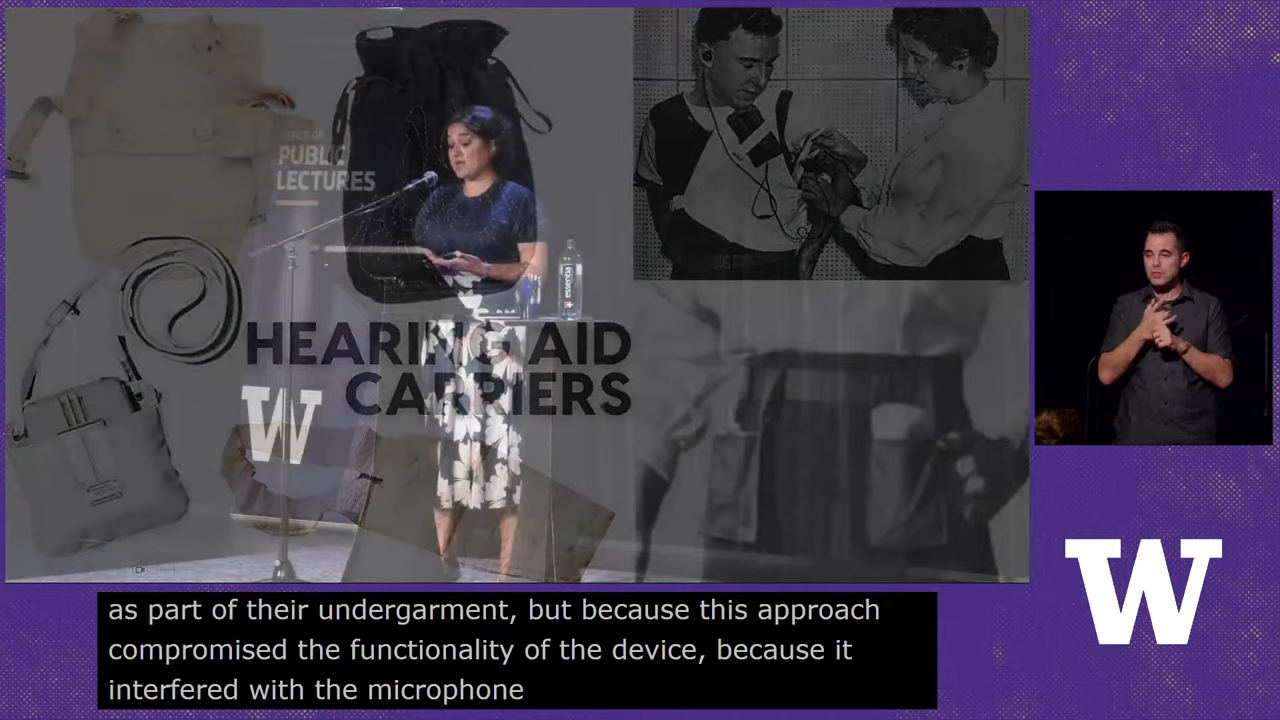 PUBLIC
LECTURES
essentia
HEARING AID
CARRIERS
W
W
as part of their undergarment, but because this approach
compromised the functionality of the device, because it
interfered with the microphone